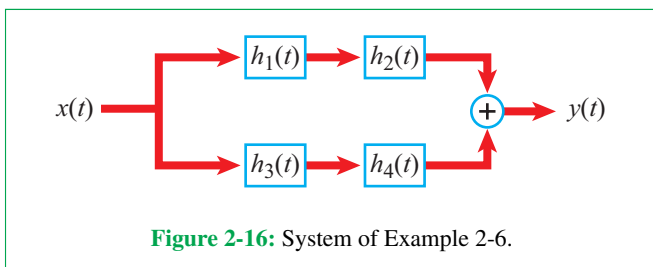 h₁(t) h₂(t)
x(t) + y(t)
h₃(t) h₄(t)
Figure 2-16: System of Example 2-6.